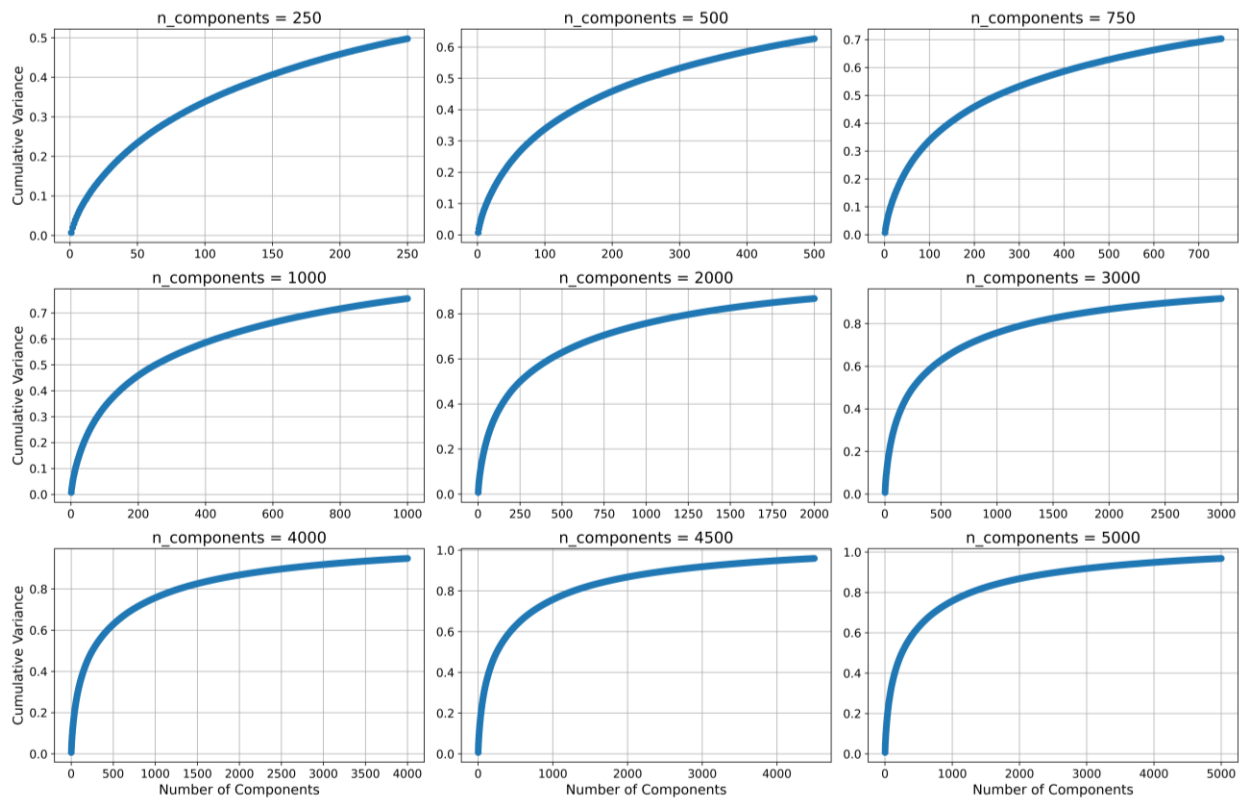 n_components = 250
n_components = 500
n_components = 750
Cumulative Variance
0.5
0.4
0.3
0.2
0.1
0.0
0.6
0.5
0.4
0.3
0.2
0.1
0.0
0.7
0.6
0.5
0.4
0.3
0.2
0.1
0.0
0 50 100 150 200 250
0 100 200 300 400 500
0 100 200 300 400 500 600 700
n_components = 1000
n_components = 2000
n_components = 3000
Cumulative Variance
0.7
0.6
0.5
0.4
0.3
0.2
0.1
0.0
0.8
0.6
0.4
0.2
0.0
0.8
0.6
0.4
0.2
0.0
0 200 400 600 800 1000
0 250 500 750 1000 1250 1500 1750 2000
0 500 1000 1500 2000 2500 3000
n_components = 4000
n_components = 4500
n_components = 5000
Cumulative Variance
0.8
0.6
0.4
0.2
0.0
1.0
0.8
0.6
0.4
0.2
0.0
1.0
0.8
0.6
0.4
0.2
0.0
0 500 1000 1500 2000 2500 3000 3500 4000
0 1000 2000 3000 4000
0 1000 2000 3000 4000 5000
Number of Components
Number of Components
Number of Components